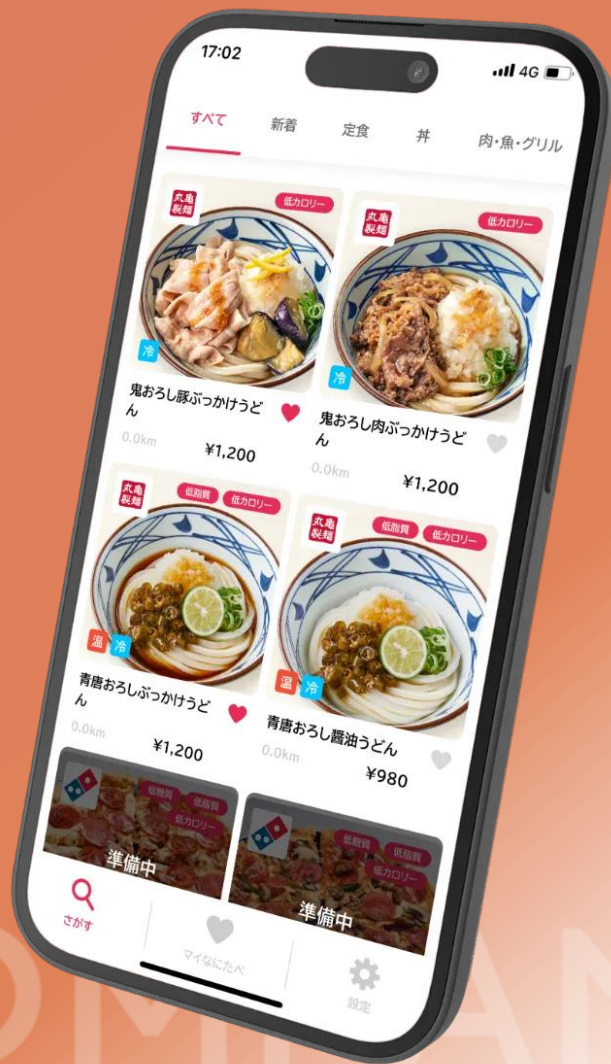 17:02
4G
すべて 新着 定食 丼 肉・魚・グリル
丸亀
製麺
低カロリー
丸亀
製麺
低カロリー
冷
冷
鬼おろし豚ぶっかけうど
ん
0.0km ¥1,200
鬼おろし肉ぶっかけうど
ん
0.0km ¥1,200
丸亀
製麺
低脂質 低カロリー
丸亀
製麺
低脂質 低カロリー
温 冷
温 冷
青唐おろしぶっかけうど
ん
0.0km ¥1,200
青唐おろし醤油うどん
0.0km ¥980
低糖質 低脂質
低カロリー
準備中
低糖質 低脂質
低カロリー
準備中
さがす
マイなにたべ
設定
OMPAN